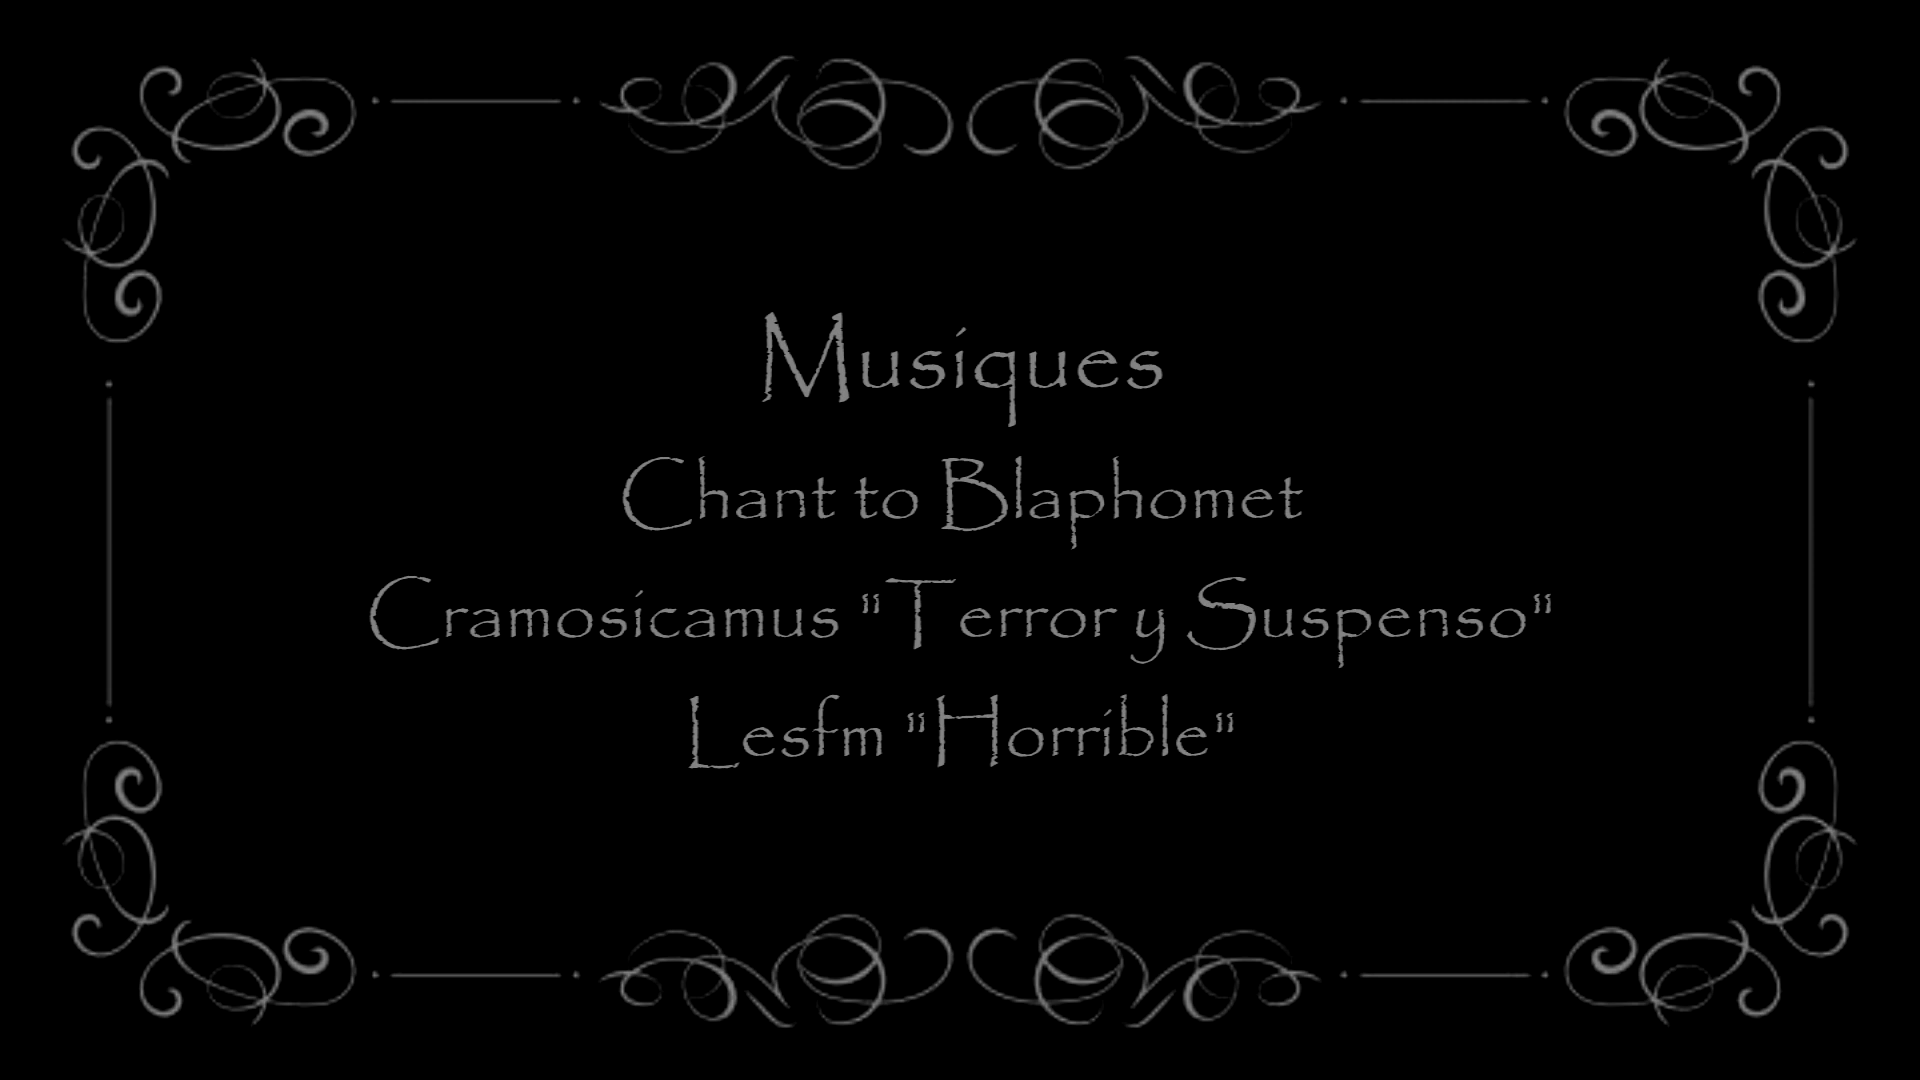 Musiques
Chant to Blaphomet
Cramosicamus "Terror y Suspenso"
Lesfm "Horrible"